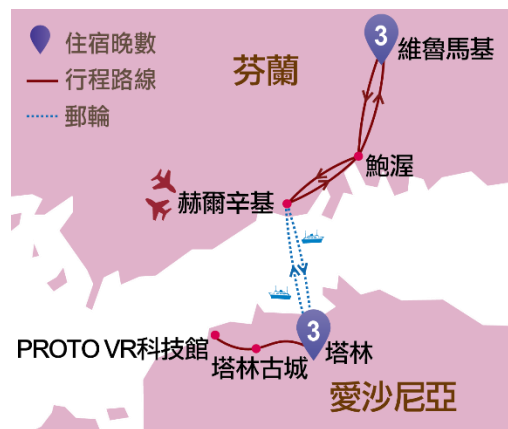 住宿晚數
行程路線
郵輪
芬蘭
3
維魯馬基
鮑渥
赫爾辛基
3
塔林
塔林古城
PROTO VR科技館
愛沙尼亞